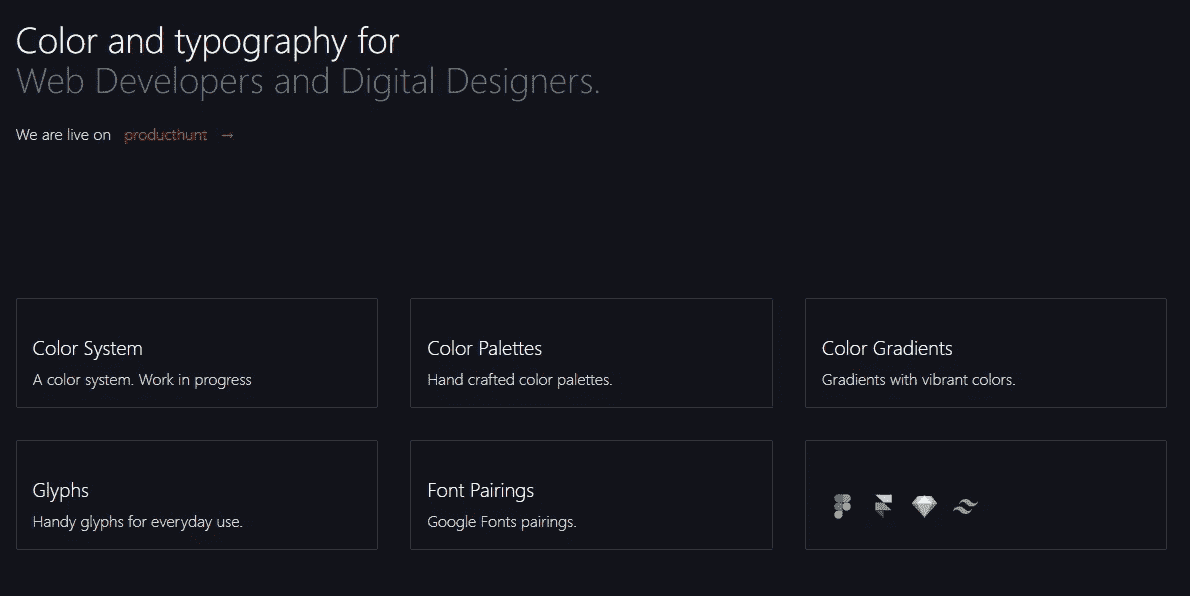 Color and typography for
Web Developers and Digital Designers.
We are live on producthunt →
Color System
A color system. Work in progress
Color Palettes
Hand crafted color palettes.
Color Gradients
Gradients with vibrant colors.
Glyphs
Handy glyphs for everyday use.
Font Pairings
Google Fonts pairings.